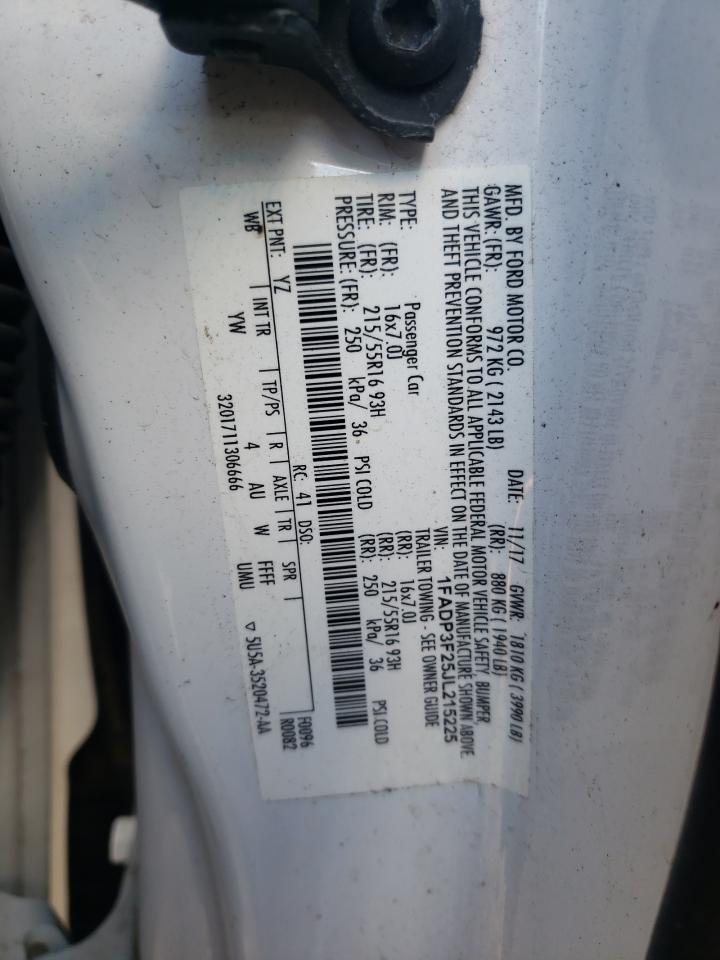 MFD. BY FORD MOTOR CO. DATE: 11/17 GVWR: 1810 KG ( 3990 LB)
GAWR: (FR): 972 KG ( 2143 LB) (RR): 880 KG ( 1940 LB)
THIS VEHICLE CONFORMS TO ALL APPLICABLE FEDERAL MOTOR VEHICLE SAFETY, BUMPER,
AND THEFT PREVENTION STANDARDS IN EFFECT ON THE DATE OF MANUFACTURE SHOWN ABOVE
VIN: 1FADP3F25JL215225
TYPE: Passenger Car TRAILER TOWING - SEE OWNER GUIDE
RIM: (FR): 16x7.0J (RR): 16x7.0J
TIRE: (FR): 215/55R16 93H (RR): 215/55R16 93H
PRESSURE: (FR): 250 kPa/ 36 PSI COLD (RR): 250 kPa/ 36 PSI COLD
F0096
RC: 41 DSO: R0082
EXT PNT: YZ INT TR TP/PS R AXLE TR SPR
WB YW 4 AU W FFFF 5U5A-3520472-AA
UMU
3201711306666